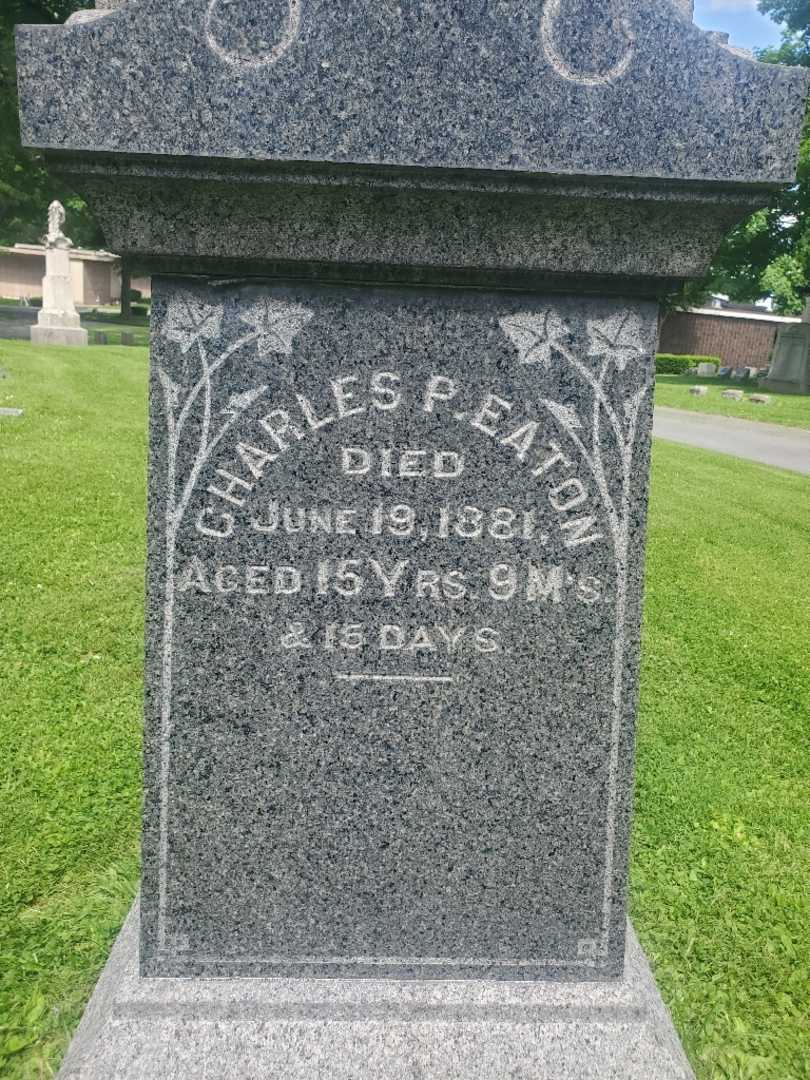 CHARLES P. EATON
DIED
JUNE 19, 1881,
AGED 15 YRS. 9 M'S.
& 15 DAYS.